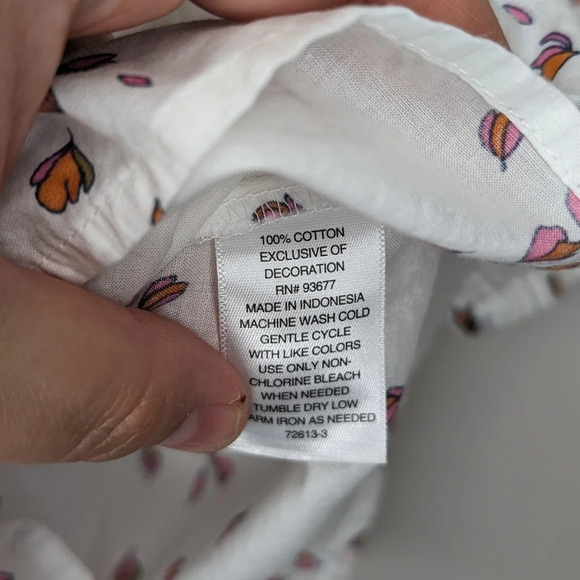 100% COTTON
EXCLUSIVE OF
DECORATION
RN# 93677
MADE IN INDONESIA
MACHINE WASH COLD
GENTLE CYCLE
WITH LIKE COLORS
USE ONLY NON-
CHLORINE BLEACH
WHEN NEEDED
TUMBLE DRY LOW
ARM IRON AS NEEDED
72613-3